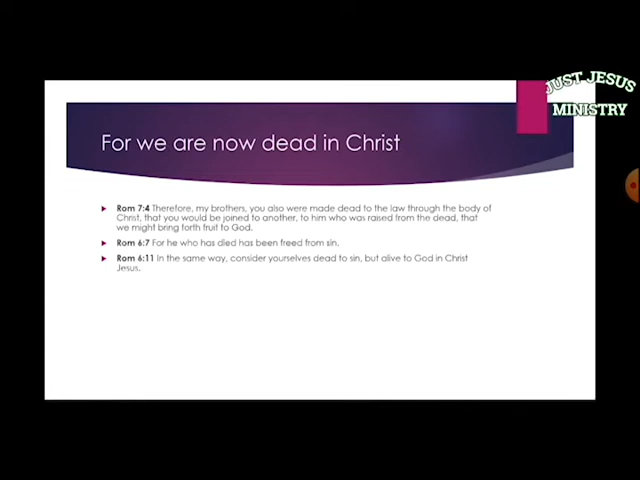 JUST JESUS
MINISTRY
For we are now dead in Christ
Rom 7:4 Therefore, my brothers, you also were made dead to the law through the body of
Christ, that you would be joined to another, to him who was raised from the dead, that
we might bring forth fruit to God.
Rom 6:7 For he who has died has been freed from sin.
Rom 6:11 In the same way, consider yourselves dead to sin, but alive to God in Christ
Jesus.